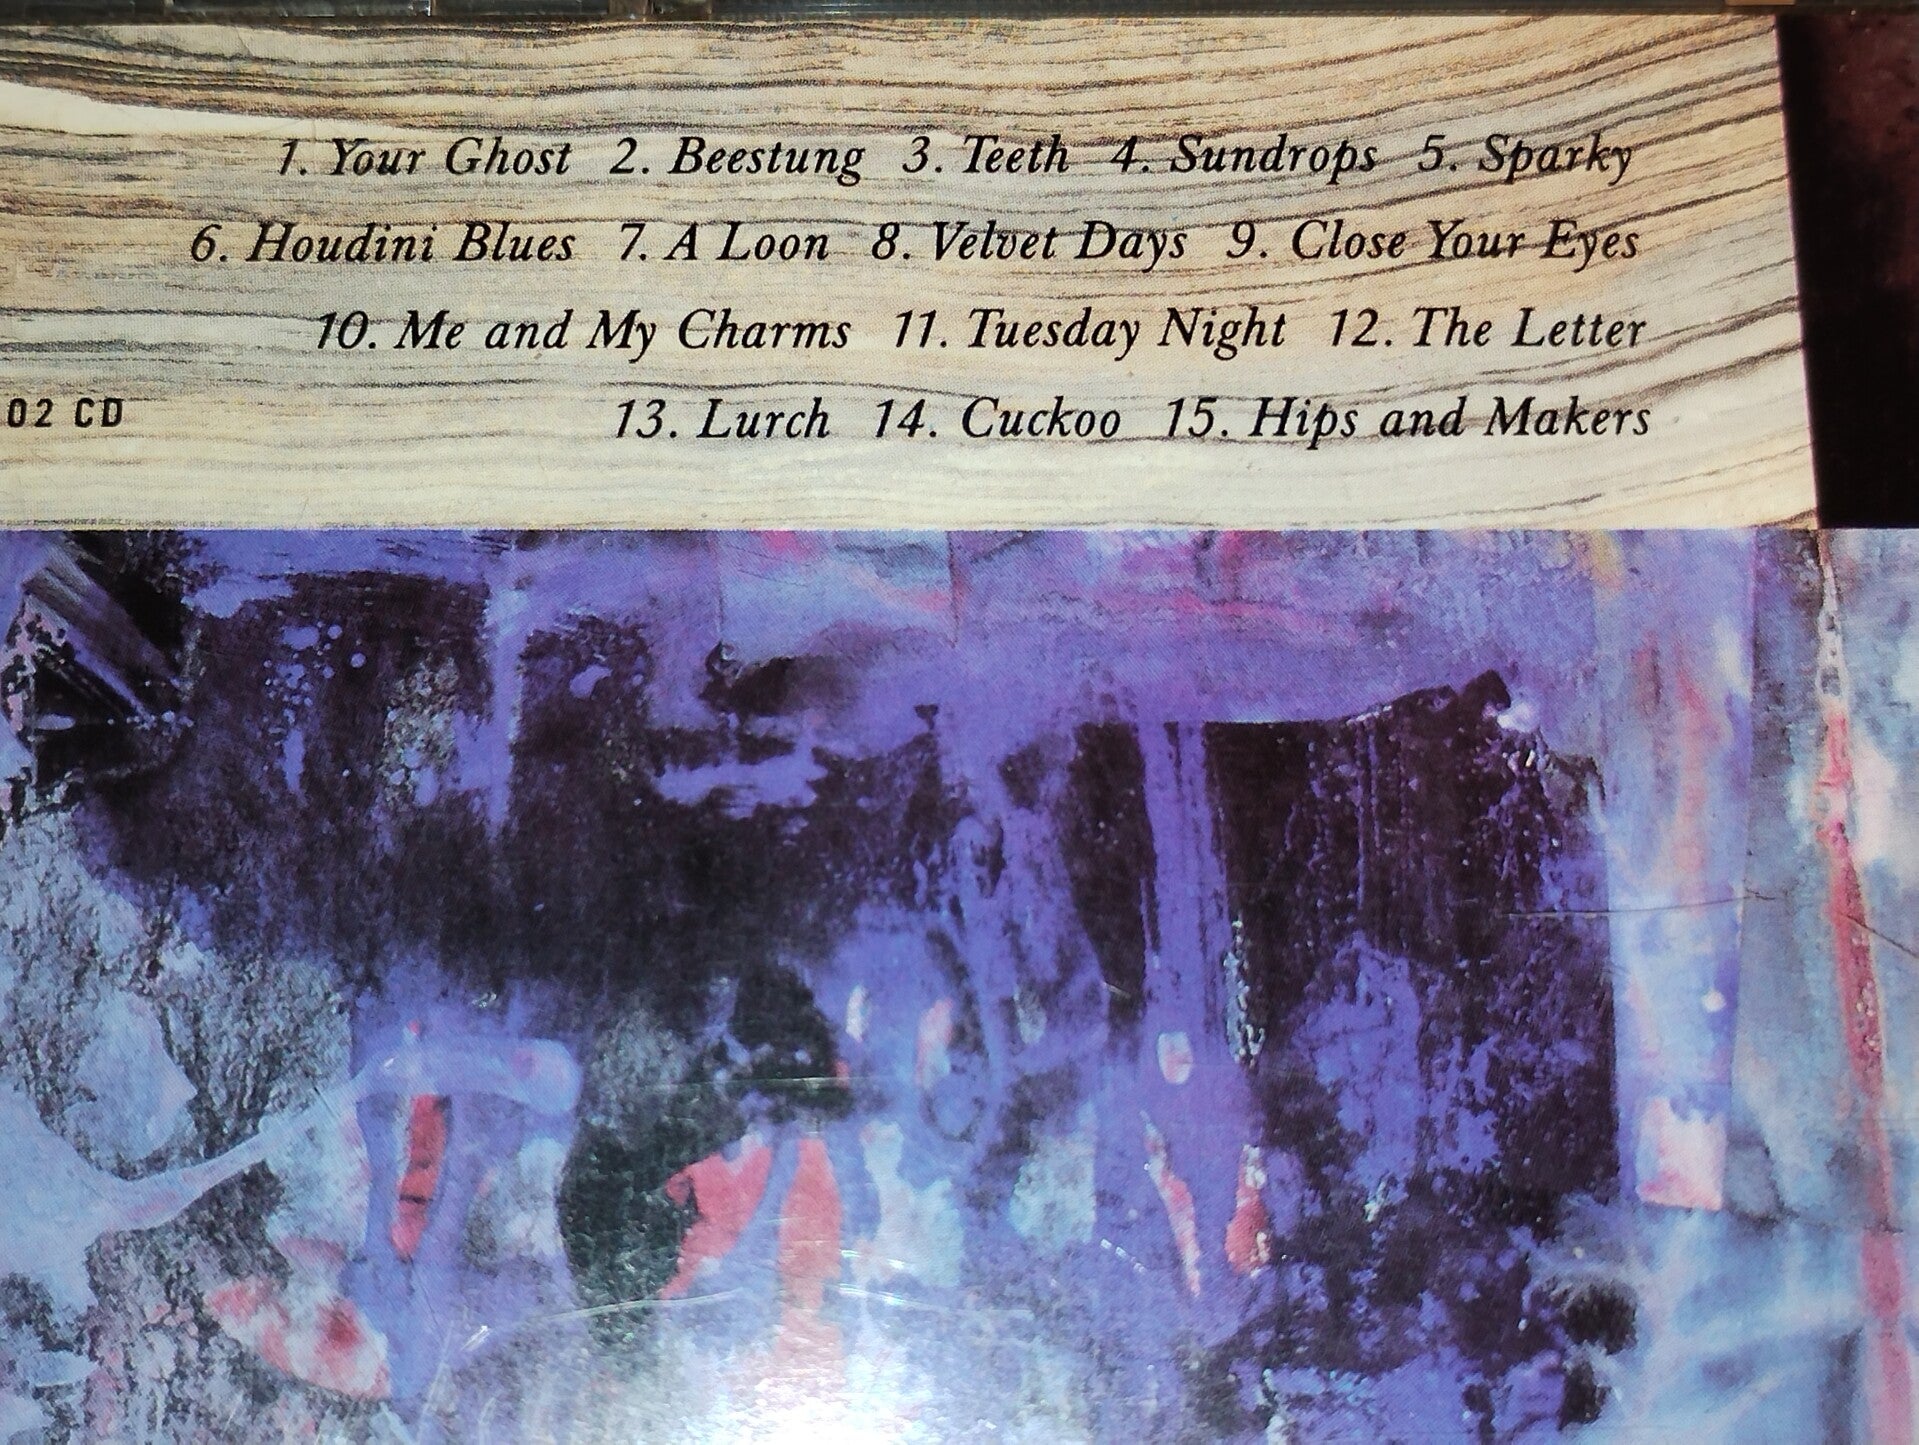 1. Your Ghost 2. Beestung 3. Teeth 4. Sundrops 5. Sparky
6. Houdini Blues 7. A Loon 8. Velvet Days 9. Close Your Eyes
10. Me and My Charms 11. Tuesday Night 12. The Letter
02 CD 13. Lurch 14. Cuckoo 15. Hips and Makers